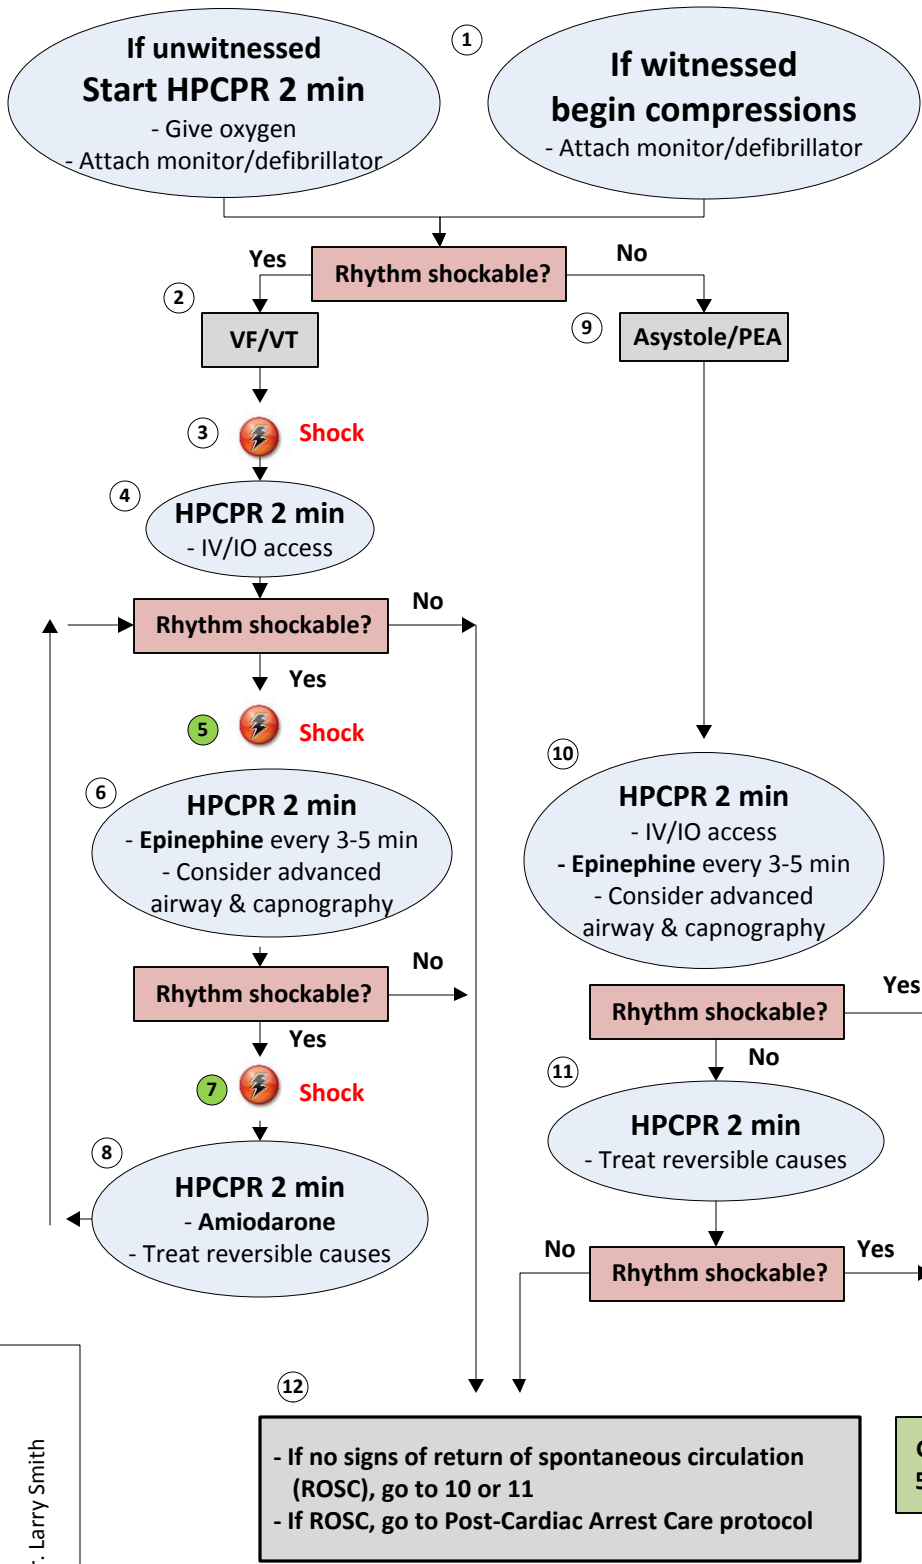 1
If unwitnessed
Start HPCPR 2 min
- Give oxygen
- Attach monitor/defibrillator
If witnessed
begin compressions
- Attach monitor/defibrillator
Yes
Rhythm shockable?
No
2
VF/VT
9
Asystole/PEA
3
Shock
4
HPCPR 2 min
- IV/IO access
Rhythm shockable?
No
Yes
5
Shock
6
HPCPR 2 min
- Epinephine every 3-5 min
- Consider advanced
airway & capnography
Rhythm shockable?
No
Yes
7
Shock
8
HPCPR 2 min
- Amiodarone
- Treat reversible causes
10
HPCPR 2 min
- IV/IO access
- Epinephine every 3-5 min
- Consider advanced
airway & capnography
Rhythm shockable?
Yes
No
11
HPCPR 2 min
- Treat reversible causes
No
Rhythm shockable?
Yes
12
- If no signs of return of spontaneous circulation
(ROSC), go to 10 or 11
- If ROSC, go to Post-Cardiac Arrest Care protocol
Larry Smith